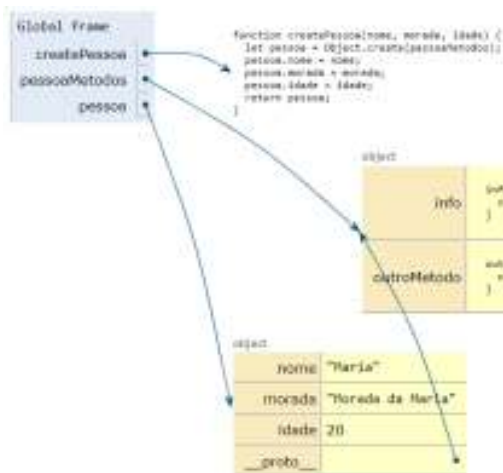 Global frame
createPessoa
pessoaMetodos
pessoa
function createPessoa(nome, morada, idade) {
let pessoa = Object.create(pessoaMetodos);
pessoa.nome = nome;
pessoa.morada = morada;
pessoa.idade = idade;
return pessoa;
}
object
info
}
outroMetodo
}
object
nome "Maria"
morada "Morada da Maria"
idade 20
__proto__